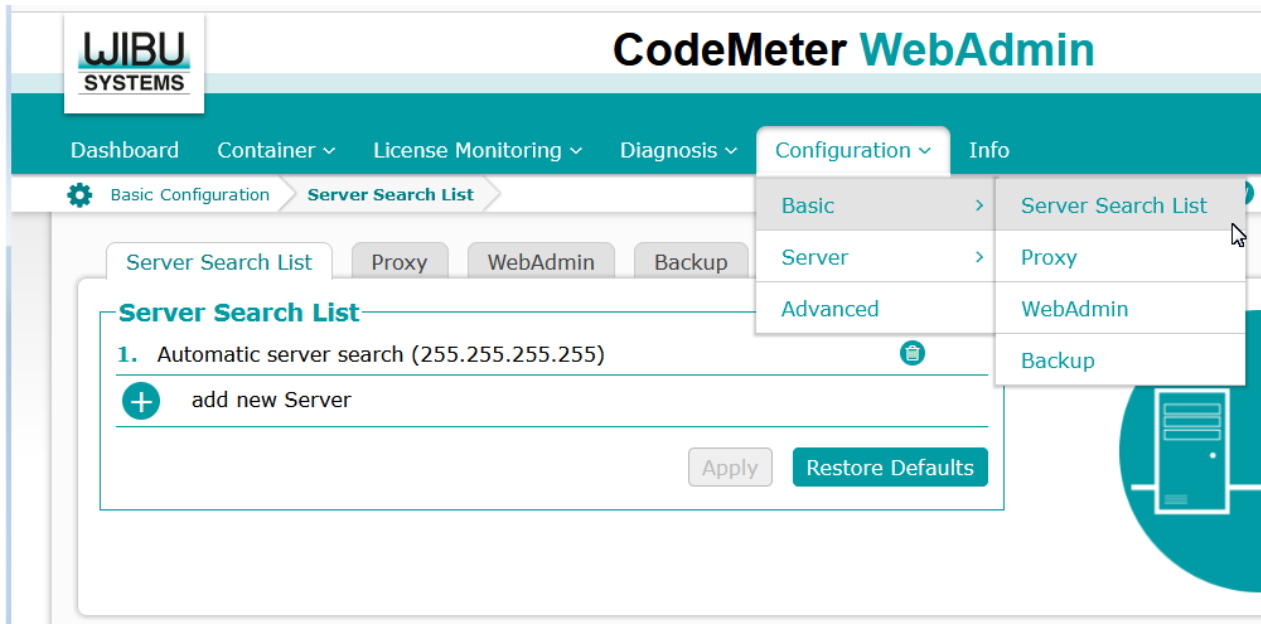 WIBU
SYSTEMS
CodeMeter WebAdmin
Dashboard Container License Monitoring Diagnosis Configuration Info
Basic Configuration Server Search List
Basic
Server
Advanced
Server Search List
Proxy
WebAdmin
Backup
Server Search List Proxy WebAdmin Backup
Server Search List
1. Automatic server search (255.255.255.255)
add new Server
Apply Restore Defaults